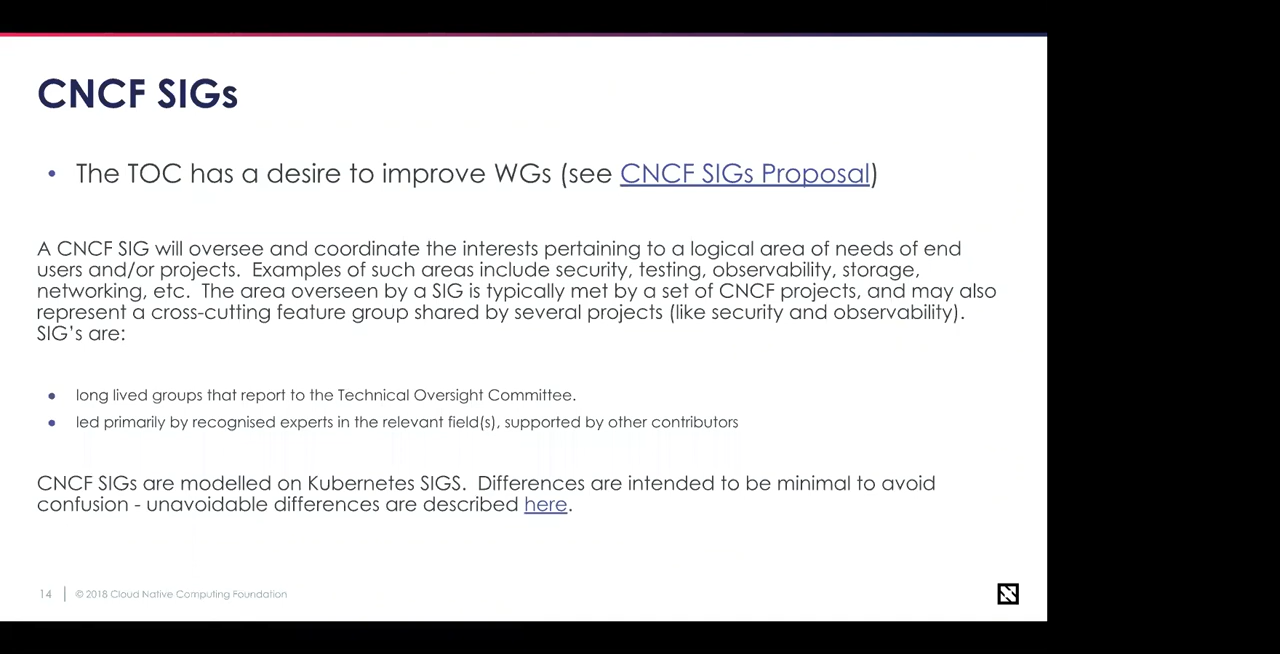 CNCF SIGs
• The TOC has a desire to improve WGs (see CNCF SIGs Proposal)
A CNCF SIG will oversee and coordinate the interests pertaining to a logical area of needs of end
users and/or projects.  Examples of such areas include security, testing, observability, storage,
networking, etc.  The area overseen by a SIG is typically met by a set of CNCF projects, and may also
represent a cross-cutting feature group shared by several projects (like security and observability).
SIG's are:
● long lived groups that report to the Technical Oversight Committee.
● led primarily by recognised experts in the relevant field(s), supported by other contributors
CNCF SIGs are modelled on Kubernetes SIGS.  Differences are intended to be minimal to avoid
confusion - unavoidable differences are described here.
14 | © 2018 Cloud Native Computing Foundation